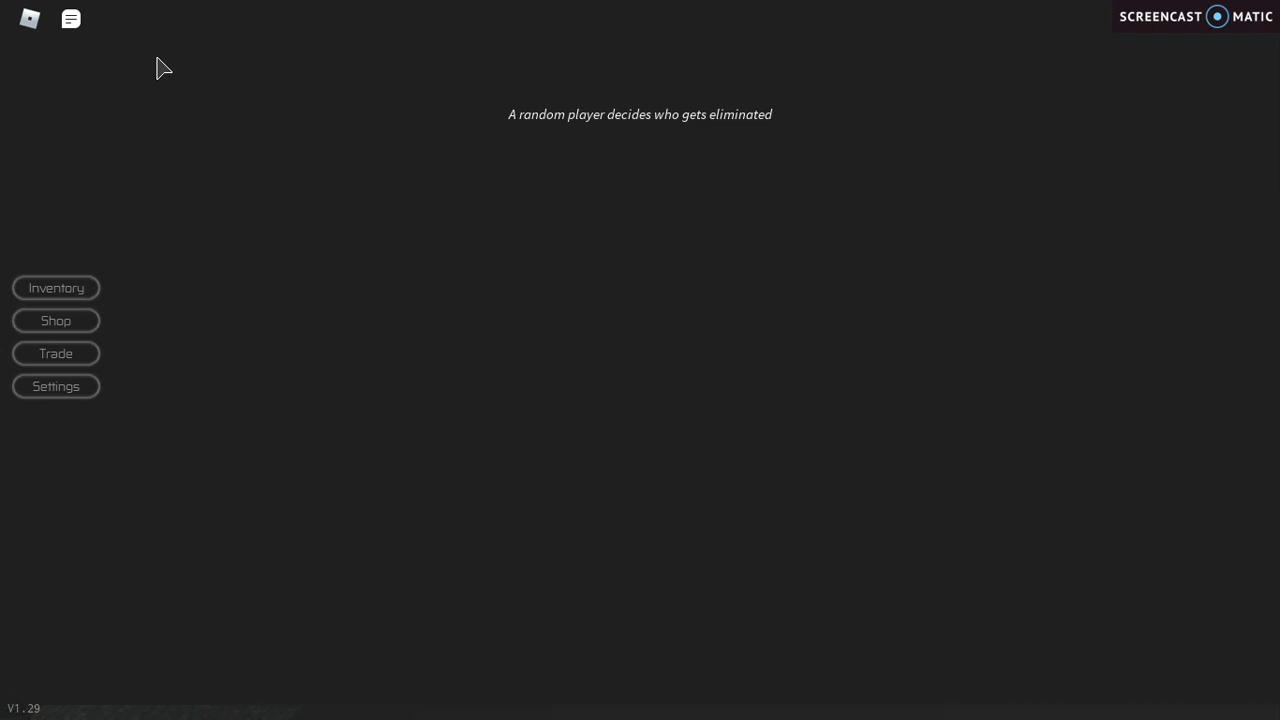 SCREENCAST MATIC
A random player decides who gets eliminated
Inventory
Shop
Trade
Settings
V1.29